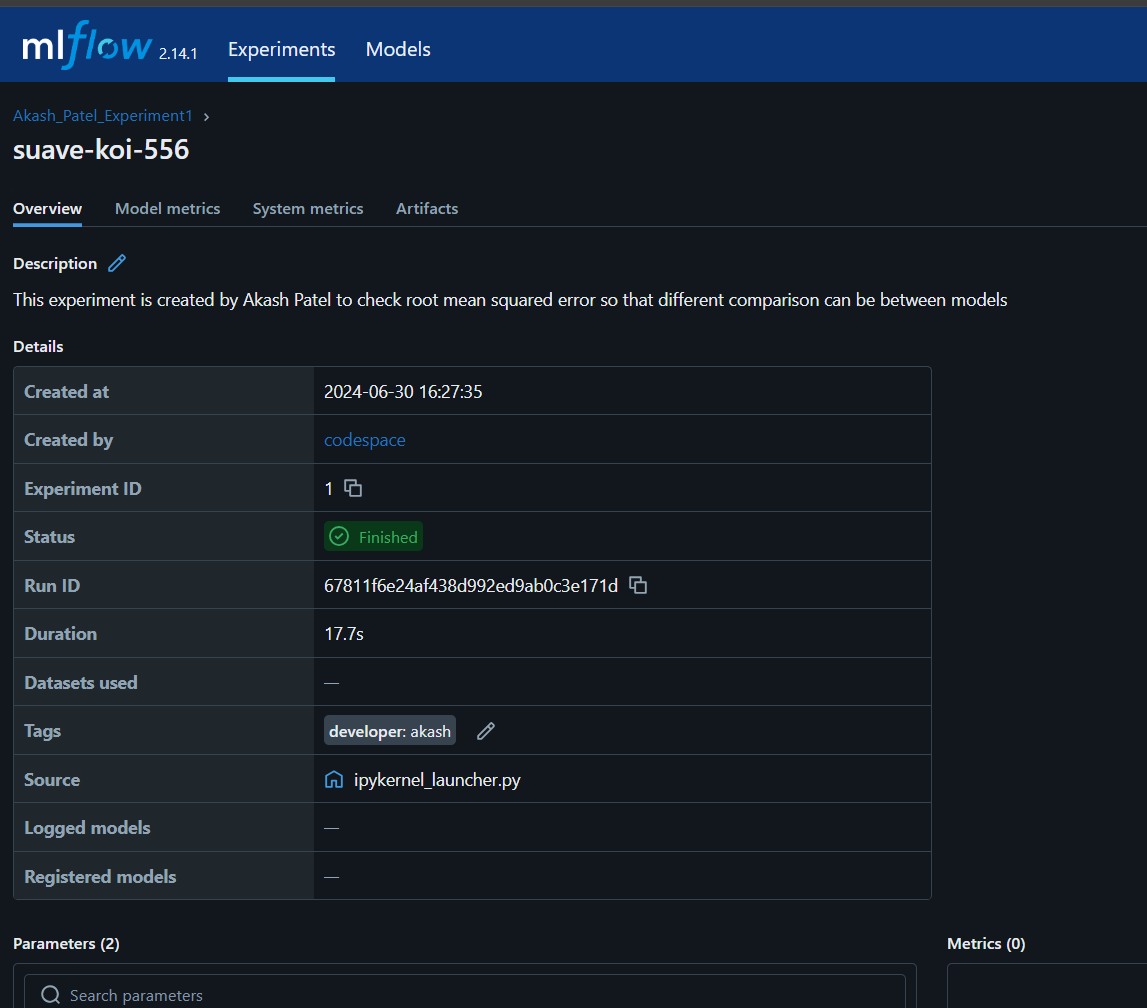 mlflow 2.14.1 Experiments Models
Akash_Patel_Experiment1 ›
suave-koi-556
Overview Model metrics System metrics Artifacts
Description
This experiment is created by Akash Patel to check root mean squared error so that different comparison can be between models
Details
Created at 2024-06-30 16:27:35
Created by codespace
Experiment ID 1
Status Finished
Run ID 67811f6e24af438d992ed9ab0c3e171d
Duration 17.7s
Datasets used —
Tags developer: akash
Source ipykernel_launcher.py
Logged models —
Registered models —
Parameters (2) Metrics (0)
Search parameters